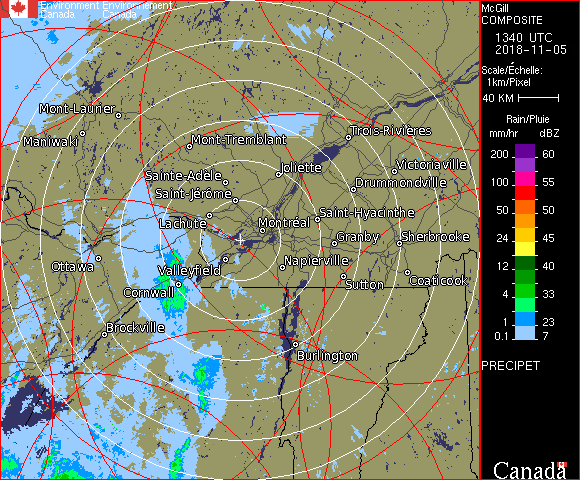 Environment Environnement
Canada Canada
McGill
COMPOSITE
1340 UTC
2018-11-05
Scale/Échelle:
1km/Pixel
40 KM
Rain/Pluie
mm/hr dBZ
200 60
100 55
50 50
24 45
12 40
4 33
1 23
0.1 7
PRECIPET
Canada
Mont-Laurier
Maniwaki
Mont-Tremblant
Trois-Rivières
Sainte-Adèle
Joliette
Victoriaville
Saint-Jérôme
Drummondville
Lachute
Montréal
Saint-Hyacinthe
Granby
Sherbrooke
Ottawa
Valleyfield
Napierville
Cornwall
Sutton
Coaticook
Brockville
Burlington